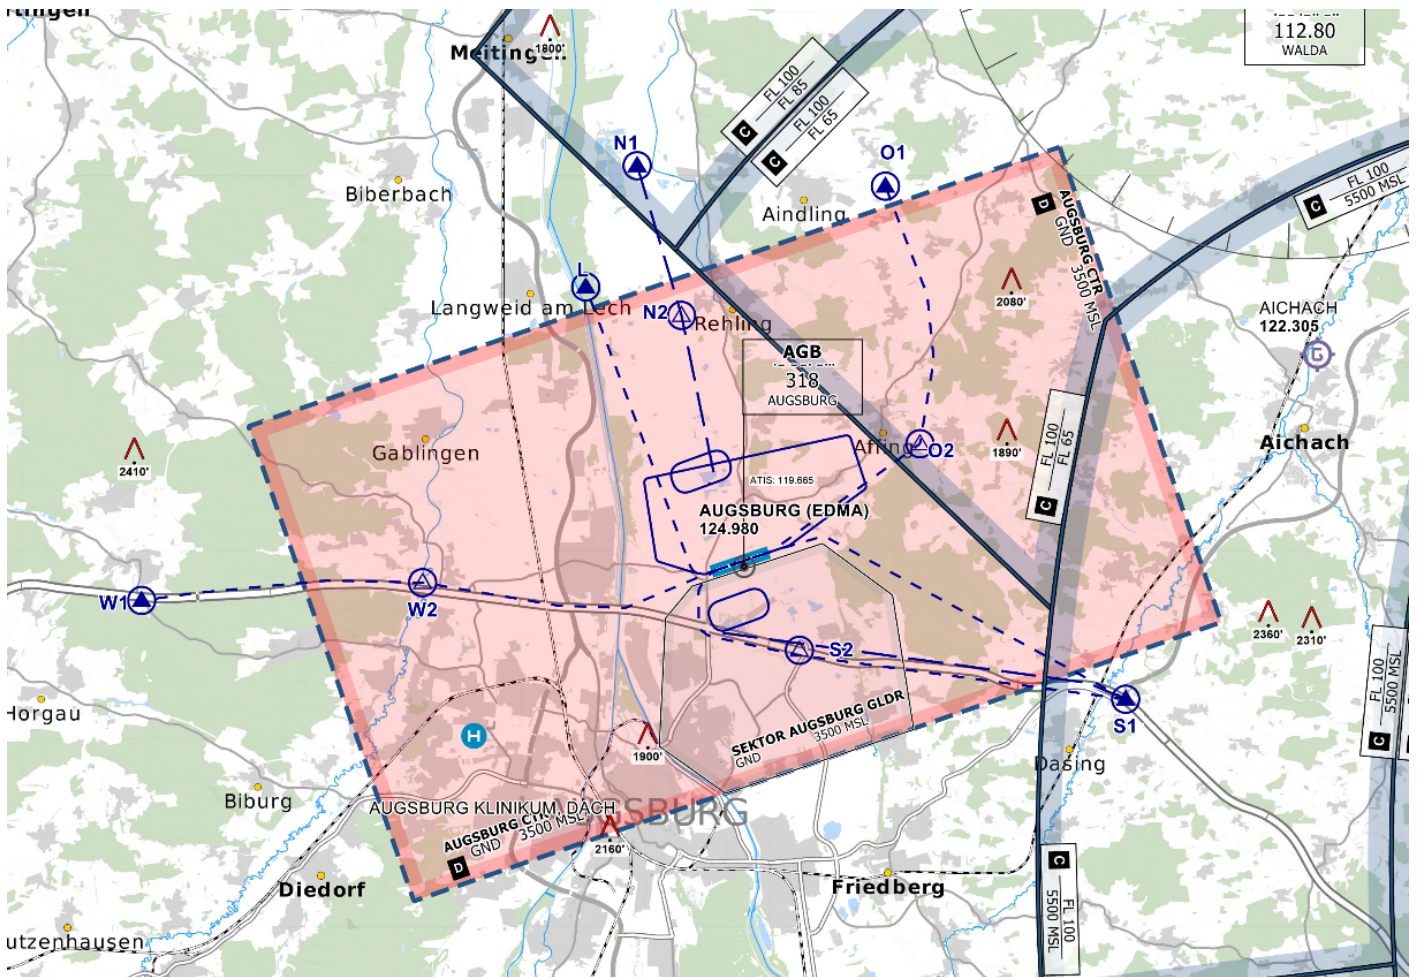 Meitingen
1800'
112.80
WALDA
FL 100
FL 85
C
FL 100
FL 65
C
N1
O1
Biberbach
Aindling
D
AUGSBURG CTR
GND
3500 MSL
FL 100
5500 MSL
C
L
Langweid am Lech
N2
Rehling
2080'
AICHACH
122.305
AGB
318
AUGSBURG
FL 100
FL 65
C
2410'
Gablingen
Affing
O2
1890'
Aichach
ATIS: 119.665
AUGSBURG (EDMA)
124.980
W1
W2
S2
2360'
2310'
FL 100
5500 MSL
C
Horgau
H
1900'
SEKTOR AUGSBURG GLDR
GND
3500 MSL
S1
Dasing
Biburg
AUGSBURG KLINIKUM, DACH
AUGSBURG
AUGSBURG CTR
GND
3500 MSL
D
2160'
Diedorf
Friedberg
C
FL 100
5500 MSL
utzenhausen